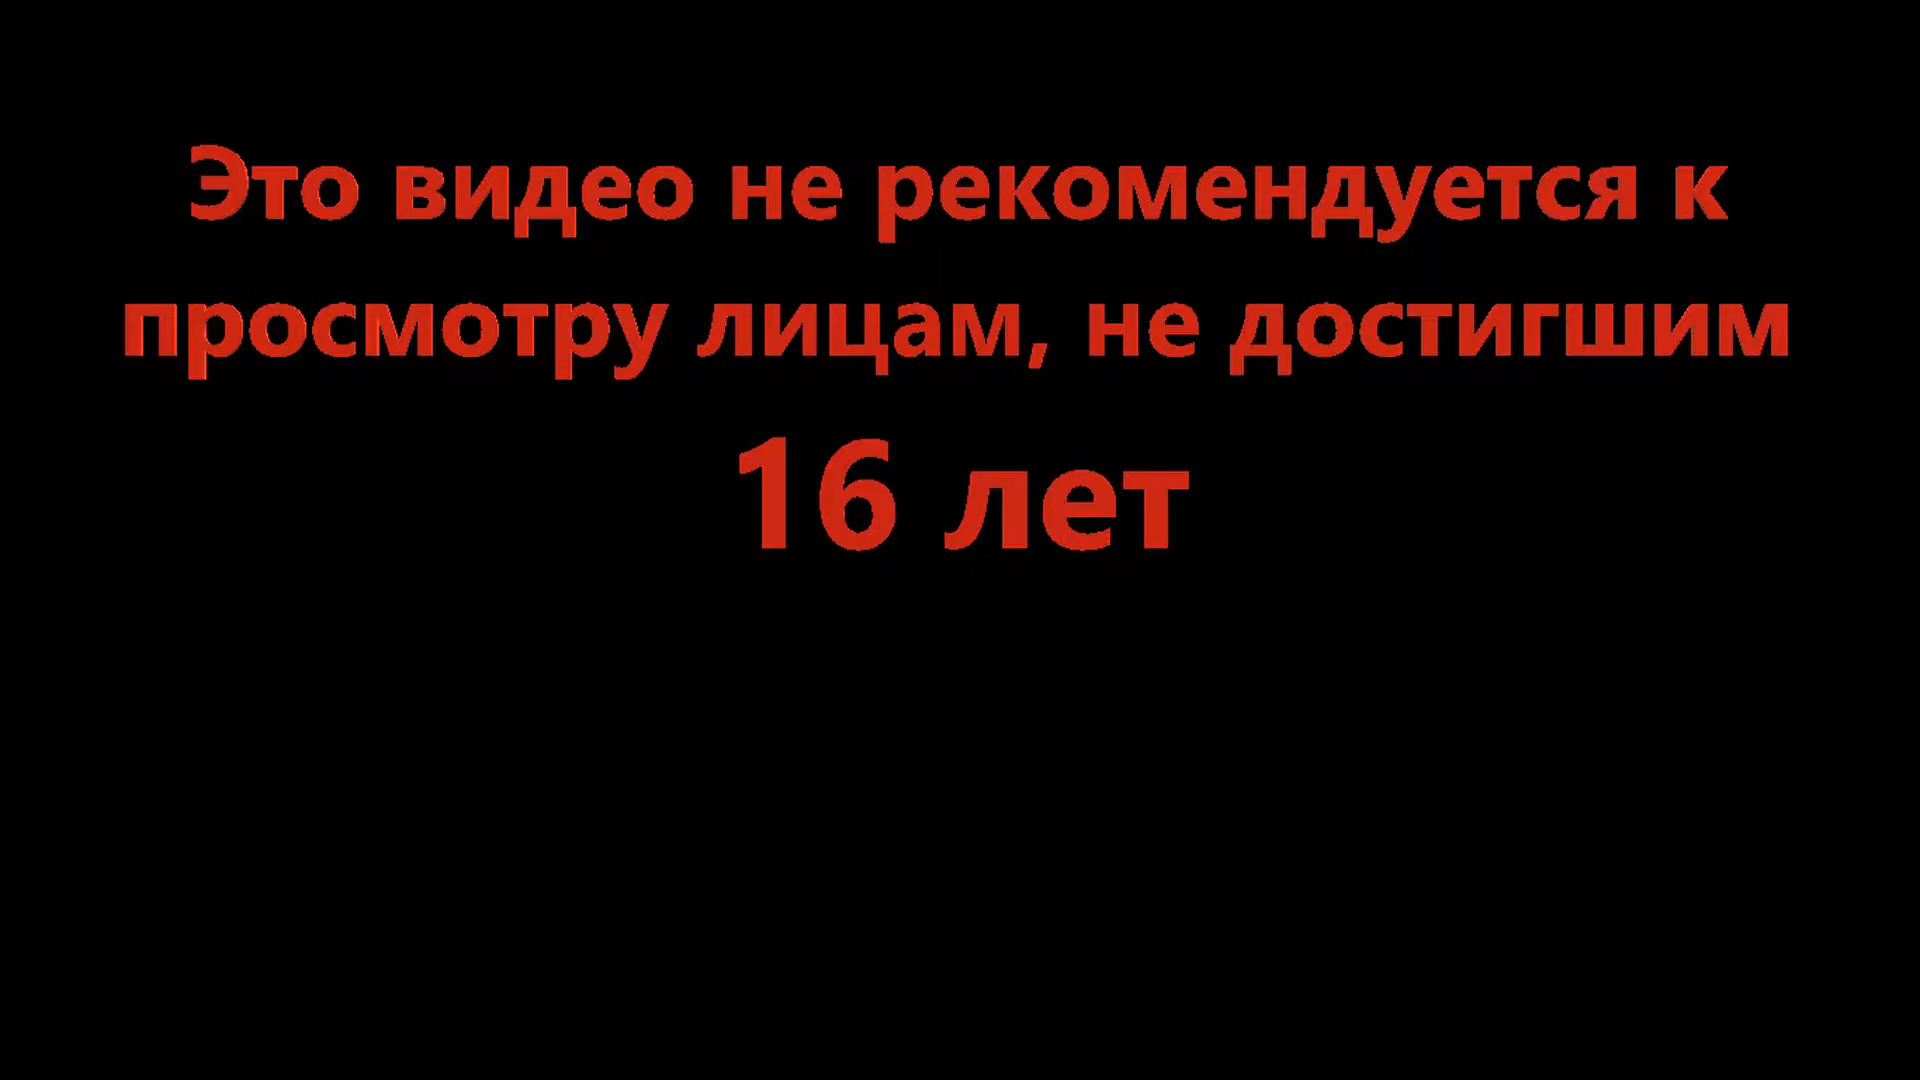 Это видео не рекомендуется к
просмотру лицам, не достигшим
16 лет